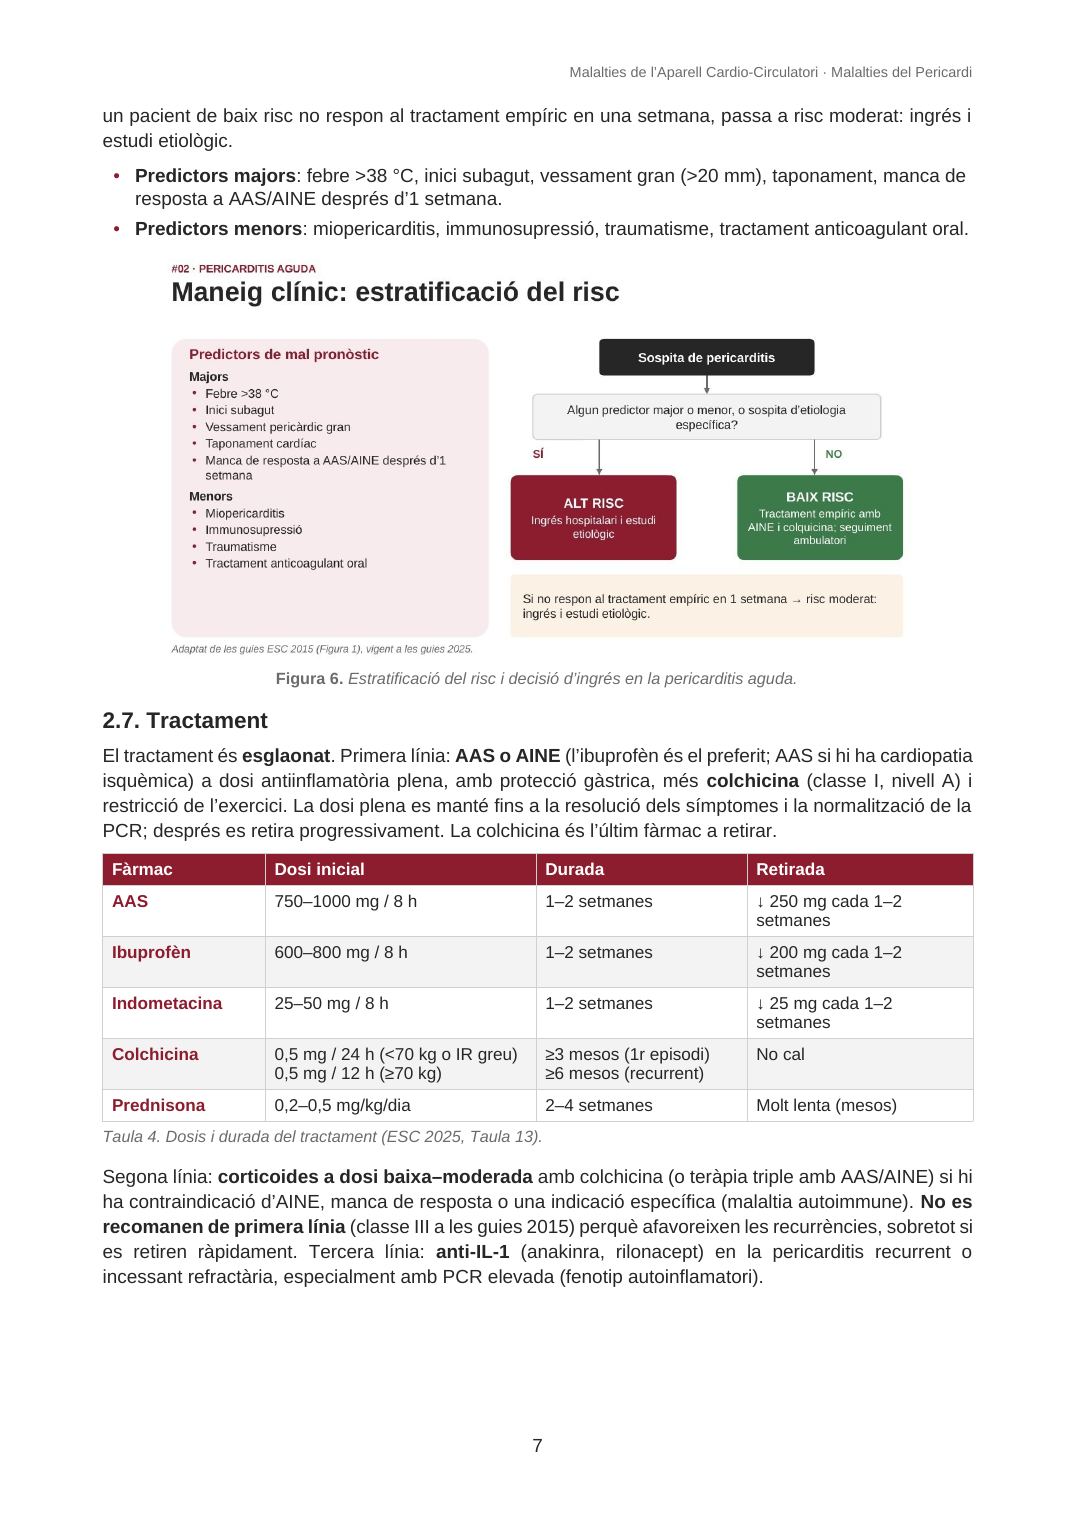 Malalties de l'Aparell Cardio-Circulatori · Malalties del Pericardi
un pacient de baix risc no respon al tractament empíric en una setmana, passa a risc moderat: ingrés i
estudi etiològic.
• Predictors majors: febre >38 °C, inici subagut, vessament gran (>20 mm), taponament, manca de
resposta a AAS/AINE després d’1 setmana.
• Predictors menors: miopericarditis, immunosupressió, traumatisme, tractament anticoagulant oral.
#02 · PERICARDITIS AGUDA
Maneig clínic: estratificació del risc
Predictors de mal pronòstic
Majors
• Febre >38 °C
• Inici subagut
• Vessament pericàrdic gran
• Taponament cardíac
• Manca de resposta a AAS/AINE després d'1
setmana
Menors
• Miopericarditis
• Immunosupressió
• Traumatisme
• Tractament anticoagulant oral
Sospita de pericarditis
Algun predictor major o menor, o sospita d'etiologia
específica?
SÍ
NO
ALT RISC
Ingrés hospitalari i estudi
etiològic
BAIX RISC
Tractament empíric amb
AINE i colquicina; seguiment
ambulatori
Si no respon al tractament empíric en 1 setmana → risc moderat:
ingrés i estudi etiològic.
Adaptat de les guies ESC 2015 (Figura 1), vigent a les guies 2025.
Figura 6. Estratificació del risc i decisió d’ingrés en la pericarditis aguda.
2.7. Tractament
El tractament és esglaonat. Primera línia: AAS o AINE (l’ibuprofèn és el preferit; AAS si hi ha cardiopatia
isquèmica) a dosi antiinflamatòria plena, amb protecció gàstrica, més colchicina (classe I, nivell A) i
restricció de l’exercici. La dosi plena es manté fins a la resolució dels símptomes i la normalització de la
PCR; després es retira progressivament. La colchicina és l’últim fàrmac a retirar.
Fàrmac Dosi inicial Durada Retirada
AAS 750–1000 mg / 8 h 1–2 setmanes ↓ 250 mg cada 1–2
setmanes
Ibuprofèn 600–800 mg / 8 h 1–2 setmanes ↓ 200 mg cada 1–2
setmanes
Indometacina 25–50 mg / 8 h 1–2 setmanes ↓ 25 mg cada 1–2
setmanes
Colchicina 0,5 mg / 24 h (<70 kg o IR greu) ≥3 mesos (1r episodi) No cal
0,5 mg / 12 h (≥70 kg) ≥6 mesos (recurrent)
Prednisona 0,2–0,5 mg/kg/dia 2–4 setmanes Molt lenta (mesos)
Taula 4. Dosis i durada del tractament (ESC 2025, Taula 13).
Segona línia: corticoides a dosi baixa–moderada amb colchicina (o teràpia triple amb AAS/AINE) si hi
ha contraindicació d’AINE, manca de resposta o una indicació específica (malaltia autoimmune). No es
recomanen de primera línia (classe III a les guies 2015) perquè afavoreixen les recurrències, sobretot si
es retiren ràpidament. Tercera línia: anti-IL-1 (anakinra, rilonacept) en la pericarditis recurrent o
incessant refractària, especialment amb PCR elevada (fenotip autoinflamatori).
7